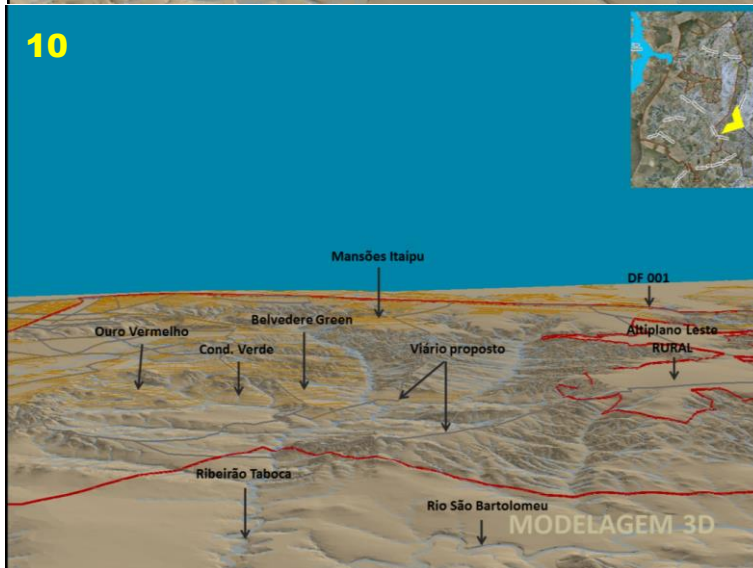 10
Mansões Itaipu
DF 001
Belvedere Green
Ouro Vermelho
Altiplano Leste
Cond. Verde
Viário proposto
RURAL
Ribeirão Taboca
Rio São Bartolomeu
MODELAGEM 3D